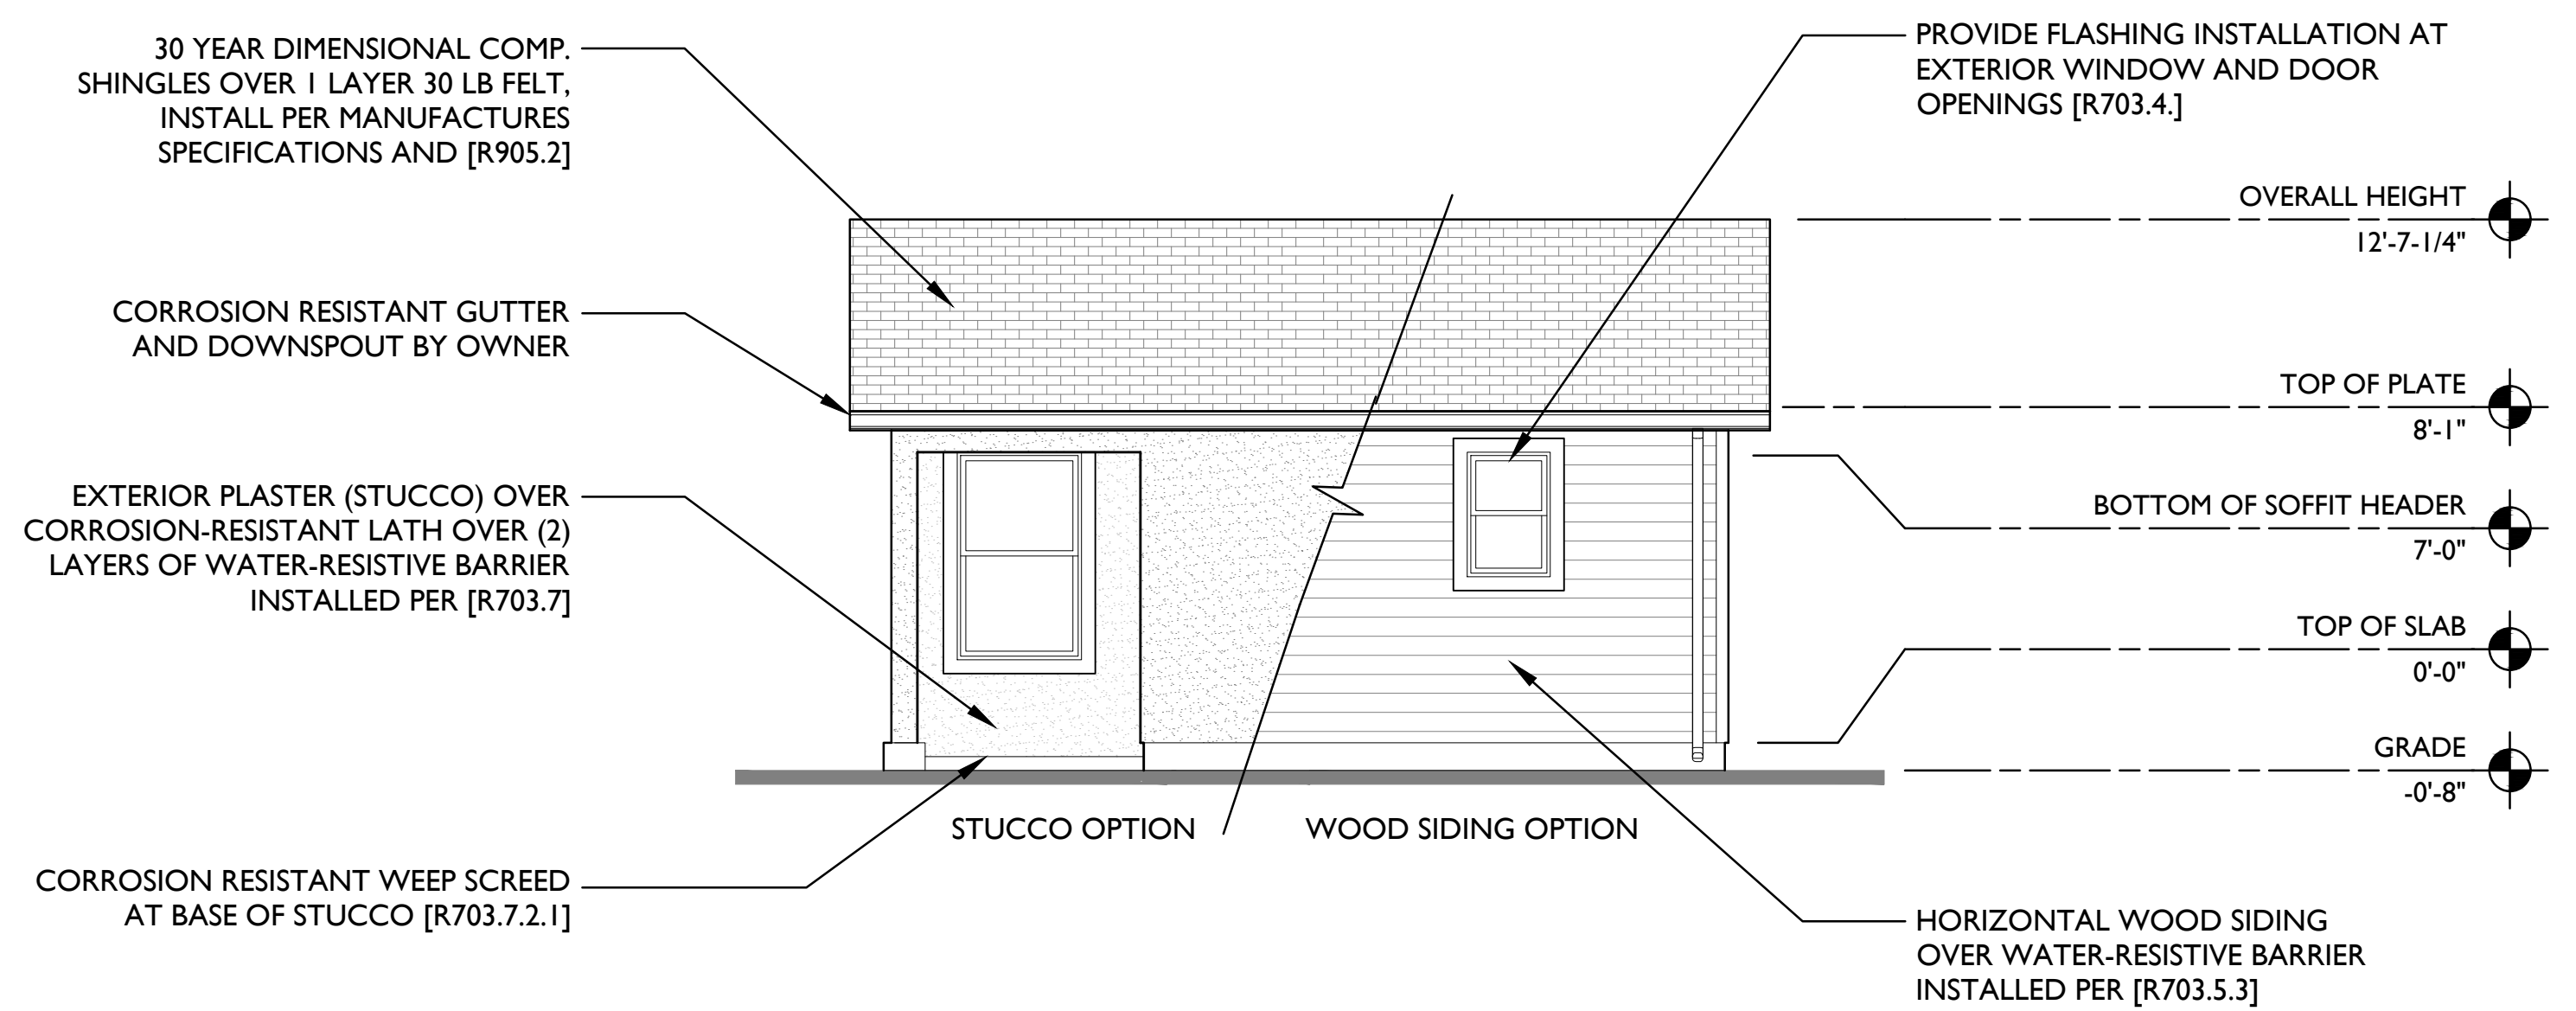 30 YEAR DIMENSIONAL COMP.
SHINGLES OVER 1 LAYER 30 LB FELT,
INSTALL PER MANUFACTURES
SPECIFICATIONS AND [R905.2]
CORROSION RESISTANT GUTTER
AND DOWNSPOUT BY OWNER
EXTERIOR PLASTER (STUCCO) OVER
CORROSION-RESISTANT LATH OVER (2)
LAYERS OF WATER-RESISTIVE BARRIER
INSTALLED PER [R703.7]
CORROSION RESISTANT WEEP SCREED
AT BASE OF STUCCO [R703.7.2.1]
STUCCO OPTION
WOOD SIDING OPTION
PROVIDE FLASHING INSTALLATION AT
EXTERIOR WINDOW AND DOOR
OPENINGS [R703.4.]
OVERALL HEIGHT
12'-7-1/4"
TOP OF PLATE
8'-1"
BOTTOM OF SOFFIT HEADER
7'-0"
TOP OF SLAB
0'-0"
GRADE
-0'-8"
HORIZONTAL WOOD SIDING
OVER WATER-RESISTIVE BARRIER
INSTALLED PER [R703.5.3]